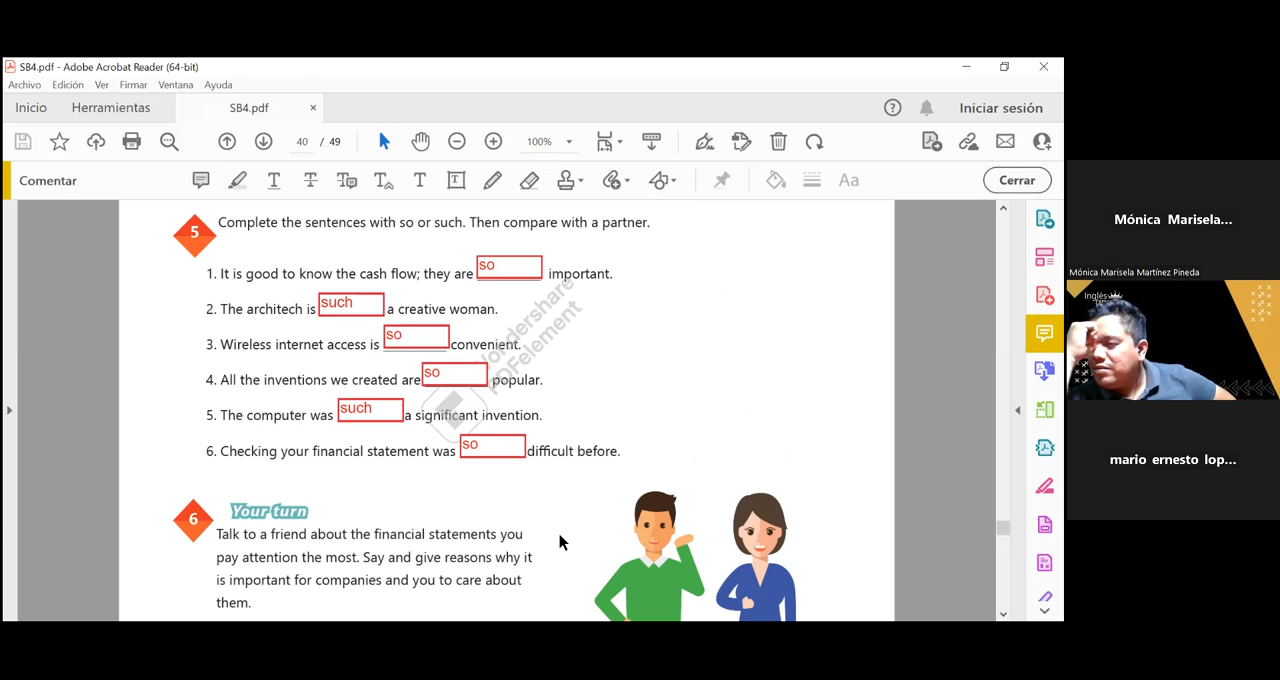 SB4.pdf - Adobe Acrobat Reader (64-bit)
Archivo Edición Ver Firmar Ventana Ayuda
Inicio Herramientas SB4.pdf × Iniciar sesión
40 / 49 100%
Comentar Aa Cerrar
5 Complete the sentences with so or such. Then compare with a partner.
1. It is good to know the cash flow; they are so important.
2. The architech is such a creative woman.
3. Wireless internet access is so convenient.
4. All the inventions we created are so popular.
5. The computer was such a significant invention.
6. Checking your financial statement was so difficult before.
Wondershare
PDFelement
6 Your turn
Talk to a friend about the financial statements you
pay attention the most. Say and give reasons why it
is important for companies and you to care about
them.
Mónica Marisela...
Mónica Marisela Martínez Pineda
Inglés
mario ernesto lop...